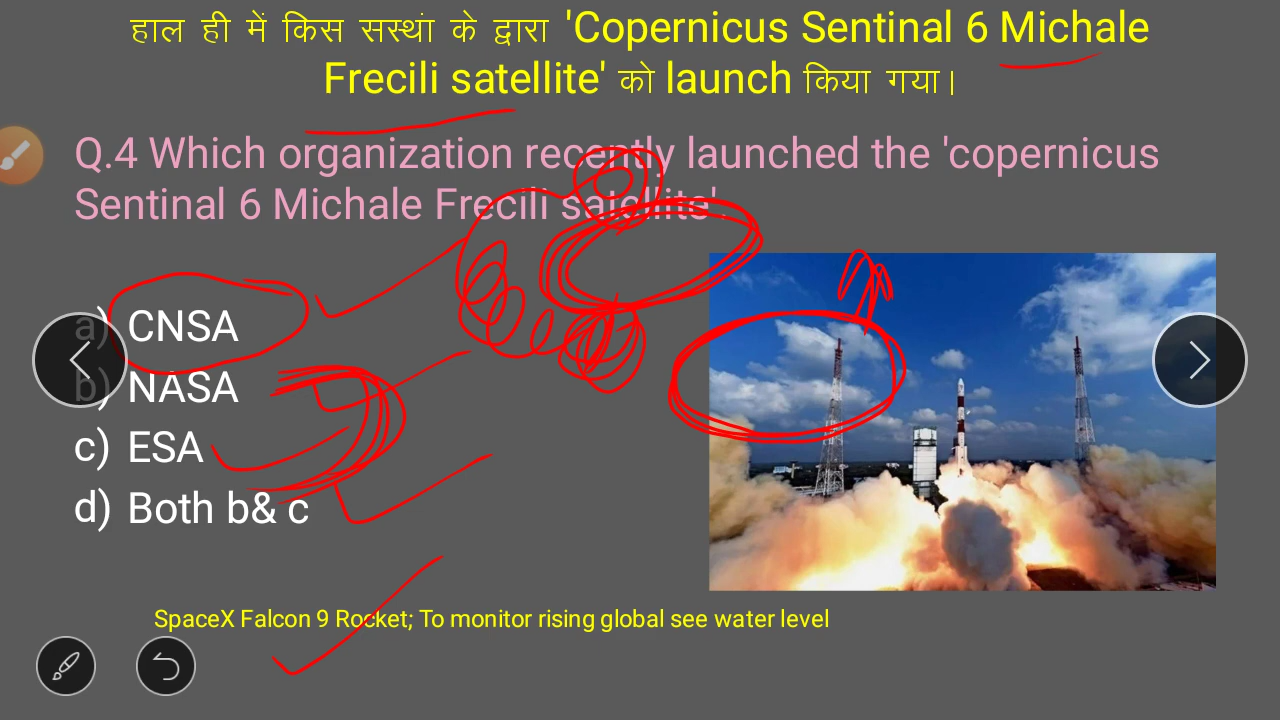 हाल ही में किस सस्थां के द्वारा 'Copernicus Sentinal 6 Michale
Frecili satellite' को launch किया गया।
Q.4 Which organization recently launched the 'copernicus
Sentinal 6 Michale Frecili satellite'.
a) CNSA
b) NASA
c) ESA
d) Both b& c
SpaceX Falcon 9 Rocket; To monitor rising global see water level